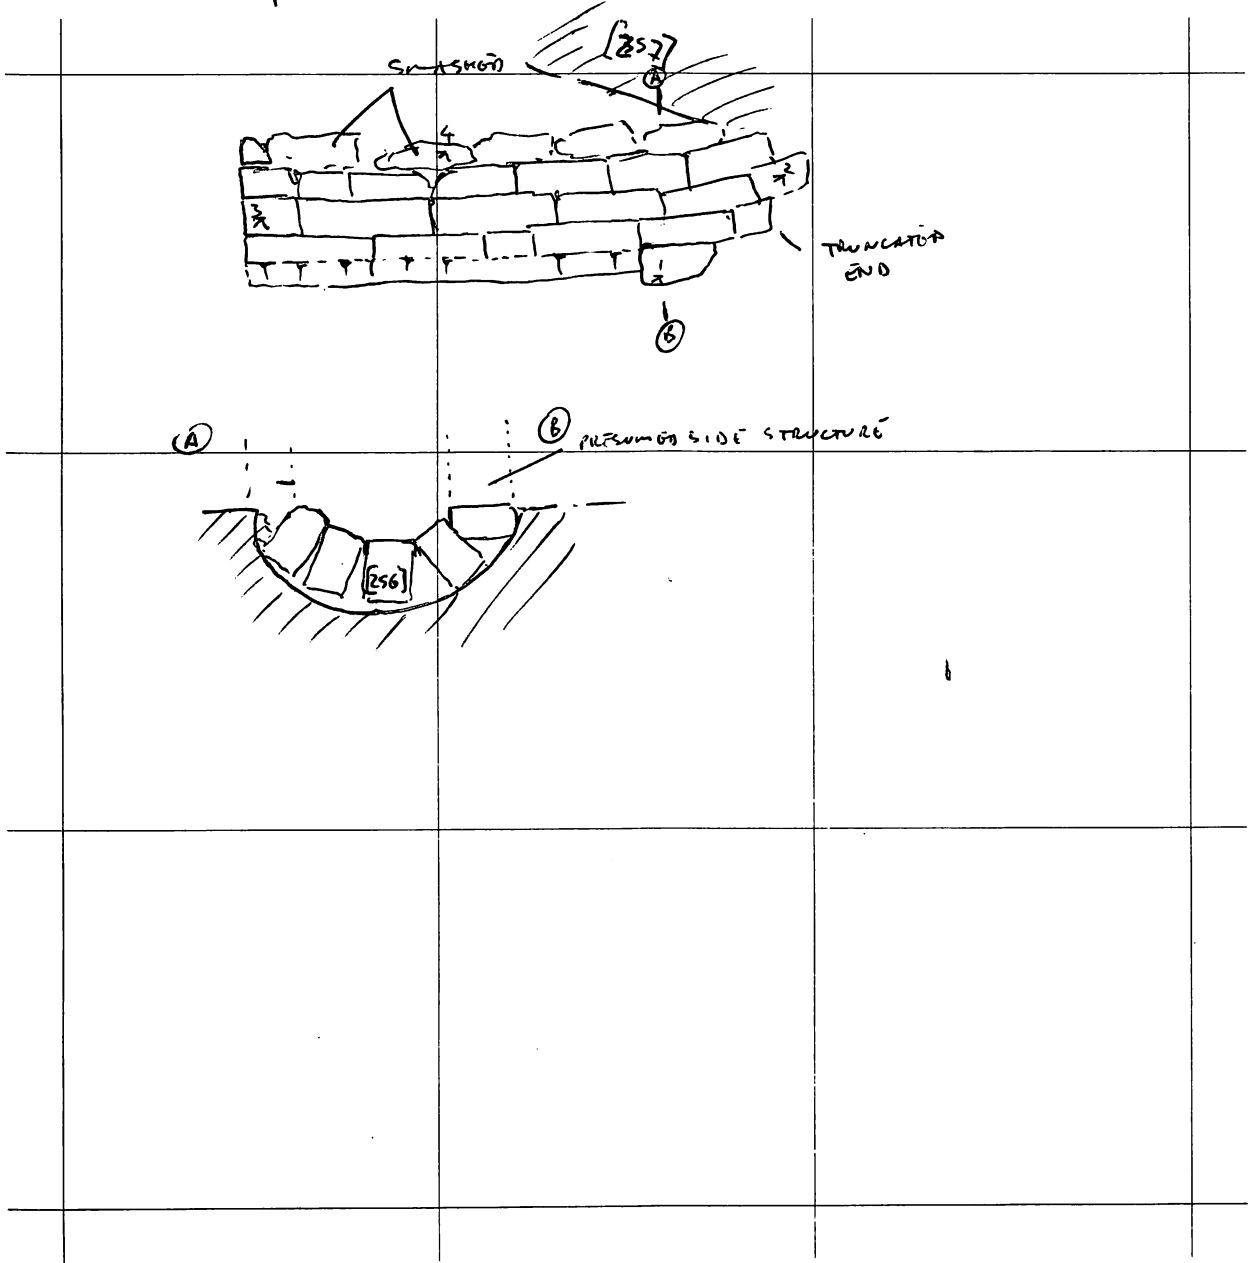 [257]
SMASHED
A
4
2
3
TRUNCATED
END
1
B
A
B
PRESUMED SIDE STRUCTURE
[256]